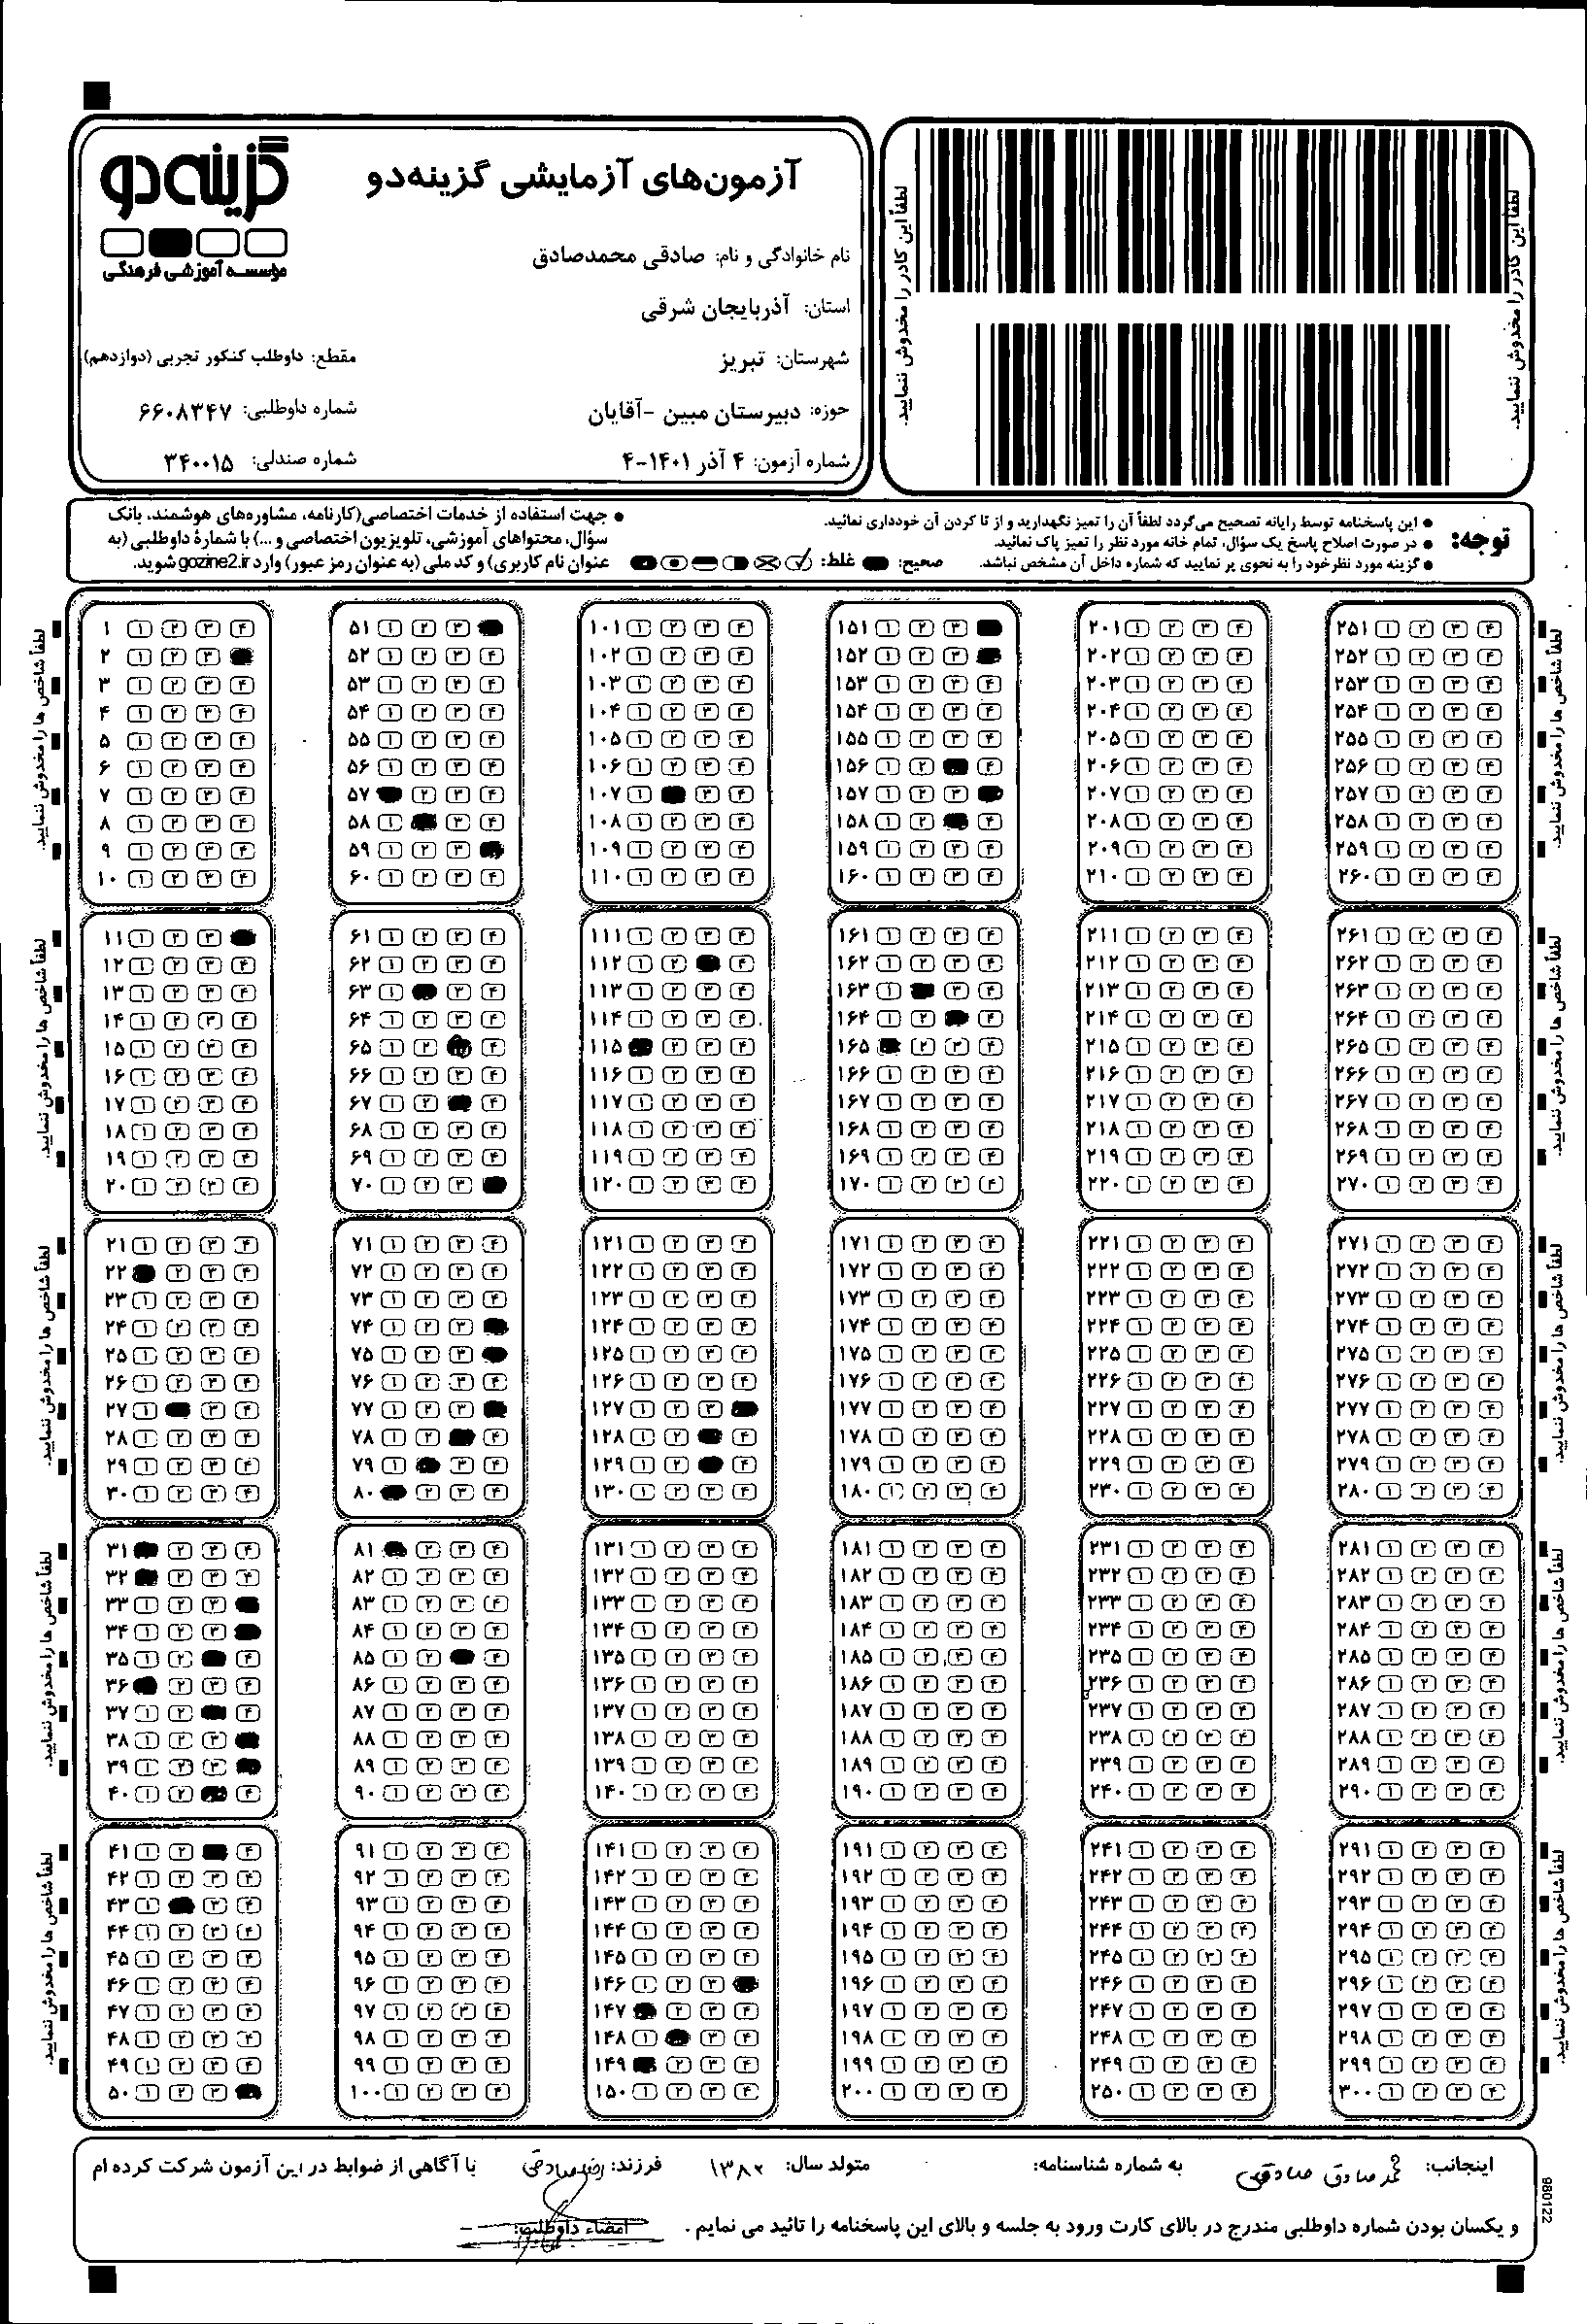 گزینه‌دو
مؤسسه آموزشی فرهنگی
آزمون‌های آزمایشی گزینه‌دو
نام خانوادگی و نام: صادقی محمدصادق
استان: آذربایجان شرقی
شهرستان: تبریز
مقطع: داوطلب کنکور تجربی (دوازدهم)
حوزه: دبیرستان مبین -آقایان
شماره داوطلبی: ۶۶۰۸۳۴۷
شماره آزمون: ۴ آذر ۱۴۰۱-۴
شماره صندلی: ۳۴۰۰۱۵
لطفاً این کادر را مخدوش ننمایید.
لطفاً این کادر را مخدوش ننمایید.
توجه:
● این پاسخنامه توسط رایانه تصحیح می‌گردد لطفاً آن را تمیز نگهدارید و از تا کردن آن خودداری نمائید.
● در صورت اصلاح پاسخ یک سؤال، تمام خانه مورد نظر را تمیز پاک نمائید.
● گزینه مورد نظر خود را به نحوی پر نمایید که شماره داخل آن مشخص نباشد. صحیح: غلط:
● جهت استفاده از خدمات اختصاصی(کارنامه، مشاوره‌های هوشمند، بانک
سؤال، محتواهای آموزشی، تلویزیون اختصاصی و ...) با شمارهٔ داوطلبی (به
عنوان نام کاربری) و کد ملی (به عنوان رمز عبور) وارد gozine2.ir شوید.
لطفاً شاخص ها را مخدوش ننمایید.
اینجانب: محمد صادق صادقی به شماره شناسنامه: متولد سال: ۱۳۸۲ فرزند: با آگاهی از ضوابط در این آزمون شرکت کرده ام
و یکسان بودن شماره داوطلبی مندرج در بالای کارت ورود به جلسه و بالای این پاسخنامه را تائید می نمایم . امضاء داوطلب:
980122